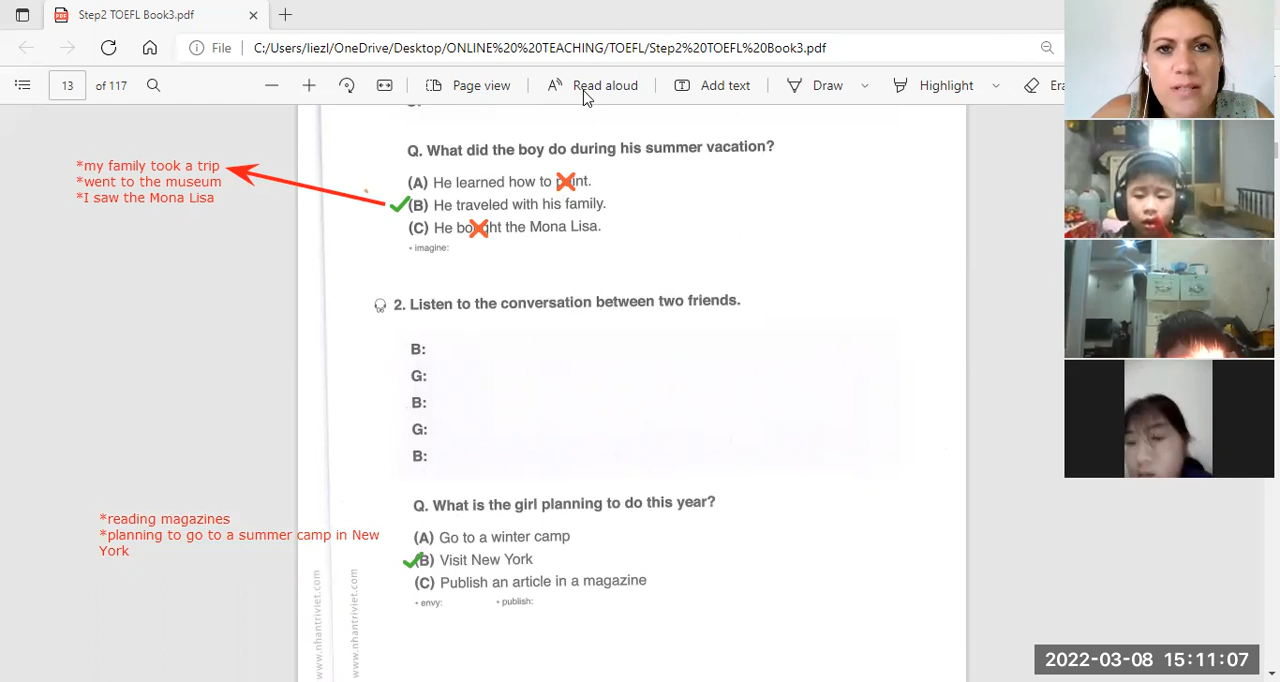 Step2 TOEFL Book3.pdf
File C:/Users/liezl/OneDrive/Desktop/ONLINE%20%20TEACHING/TOEFL/Step2%20TOEFL%20Book3.pdf
13 of 117 Page view Read aloud Add text Draw Highlight
*my family took a trip
*went to the museum
*I saw the Mona Lisa
Q. What did the boy do during his summer vacation?
(A) He learned how to paint.
(B) He traveled with his family.
(C) He bought the Mona Lisa.
• imagine:
2. Listen to the conversation between two friends.
B:
G:
B:
G:
B:
*reading magazines
*planning to go to a summer camp in New
York
Q. What is the girl planning to do this year?
(A) Go to a winter camp
(B) Visit New York
(C) Publish an article in a magazine
• envy: • publish:
www.nhantriviet.com
www.nhantriviet.com
2022-03-08 15:11:07